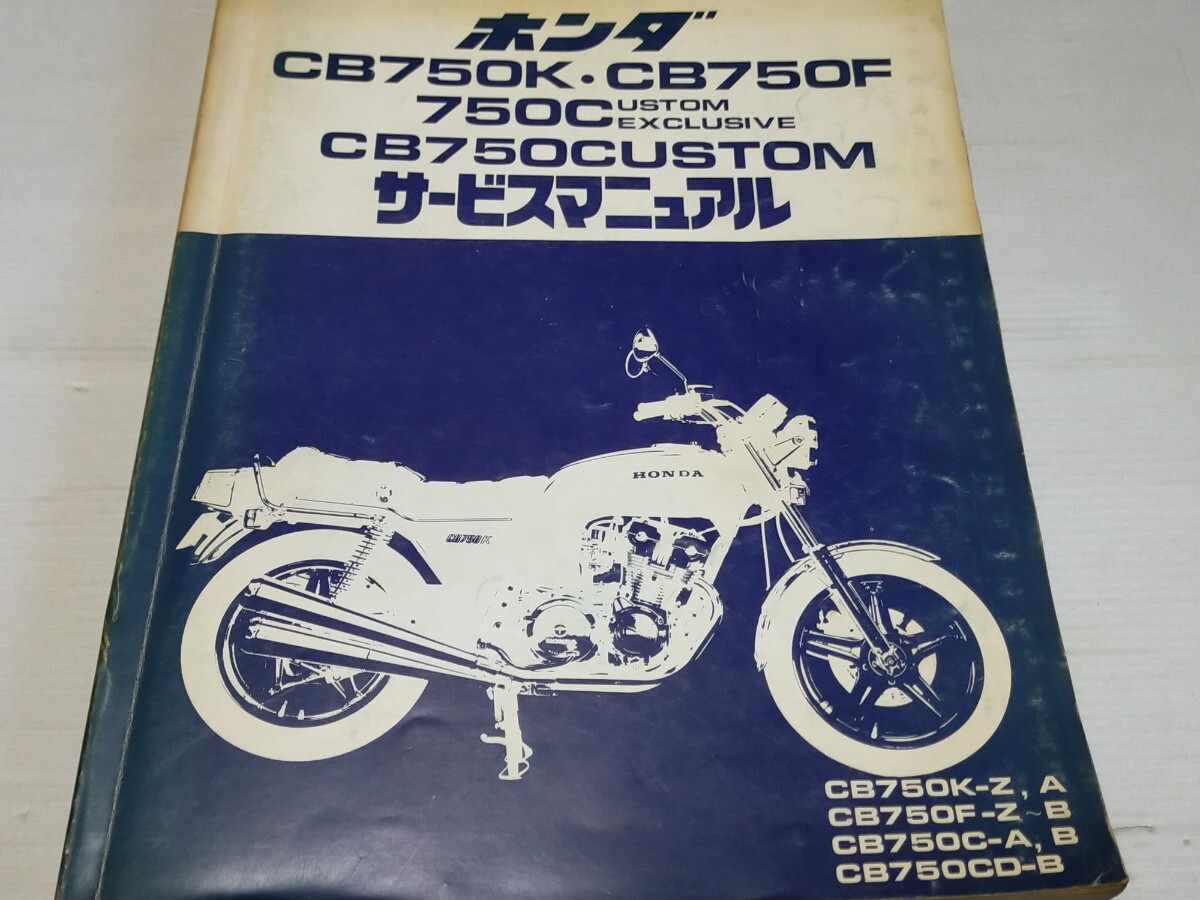 ホンダ
CB750K・CB750F
750CUSTOM
EXCLUSIVE
CB750CUSTOM
サービスマニュアル
HONDA
CB750K
CB750K-Z, A
CB750F-Z~B
CB750C-A, B
CB750CD-B